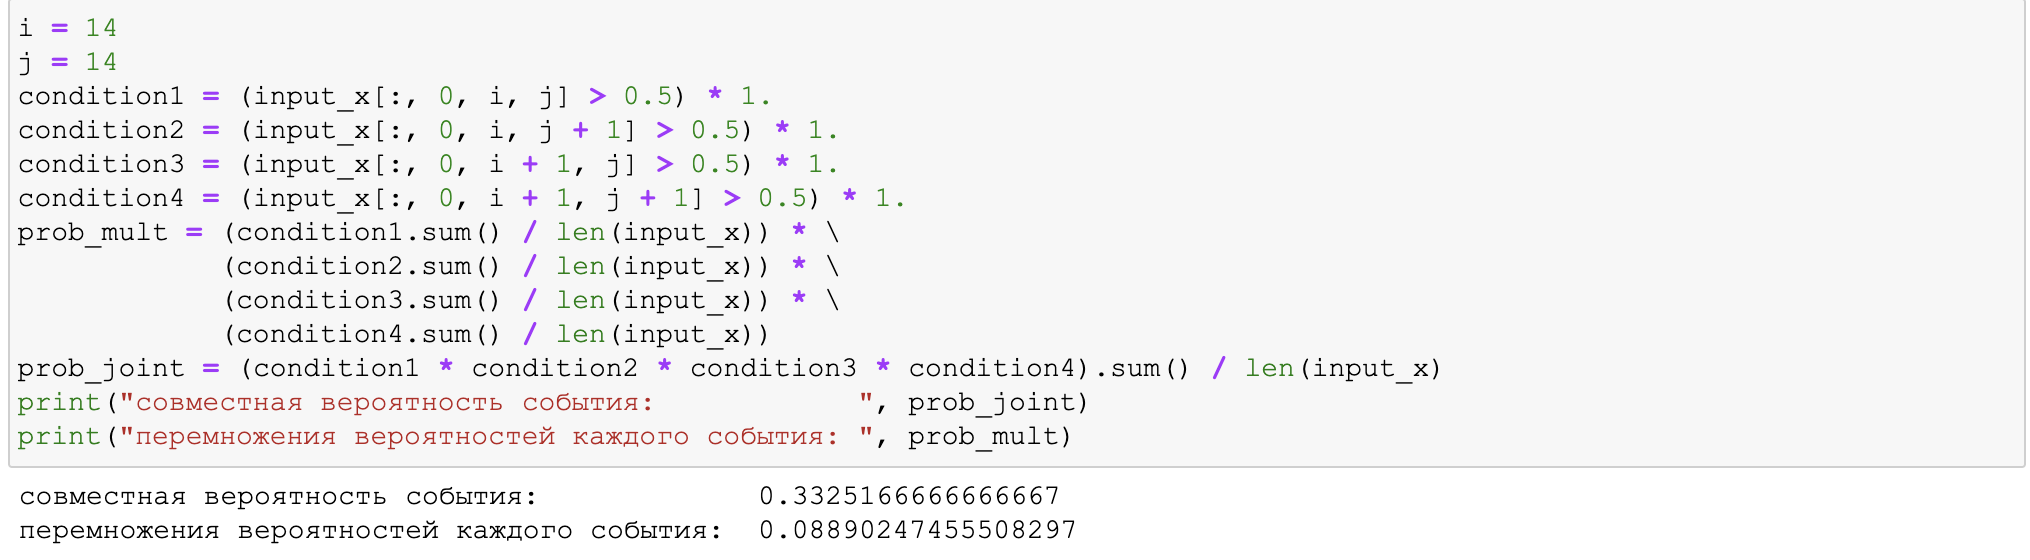 i = 14
j = 14
condition1 = (input_x[:, 0, i, j] > 0.5) * 1.
condition2 = (input_x[:, 0, i, j + 1] > 0.5) * 1.
condition3 = (input_x[:, 0, i + 1, j] > 0.5) * 1.
condition4 = (input_x[:, 0, i + 1, j + 1] > 0.5) * 1.
prob_mult = (condition1.sum() / len(input_x)) * \
            (condition2.sum() / len(input_x)) * \
            (condition3.sum() / len(input_x)) * \
            (condition4.sum() / len(input_x))
prob_joint = (condition1 * condition2 * condition3 * condition4).sum() / len(input_x)
print("совместная вероятность события:            ", prob_joint)
print("перемножения вероятностей каждого события: ", prob_mult)
совместная вероятность события:             0.3325166666666667
перемножения вероятностей каждого события:  0.08890247455508297